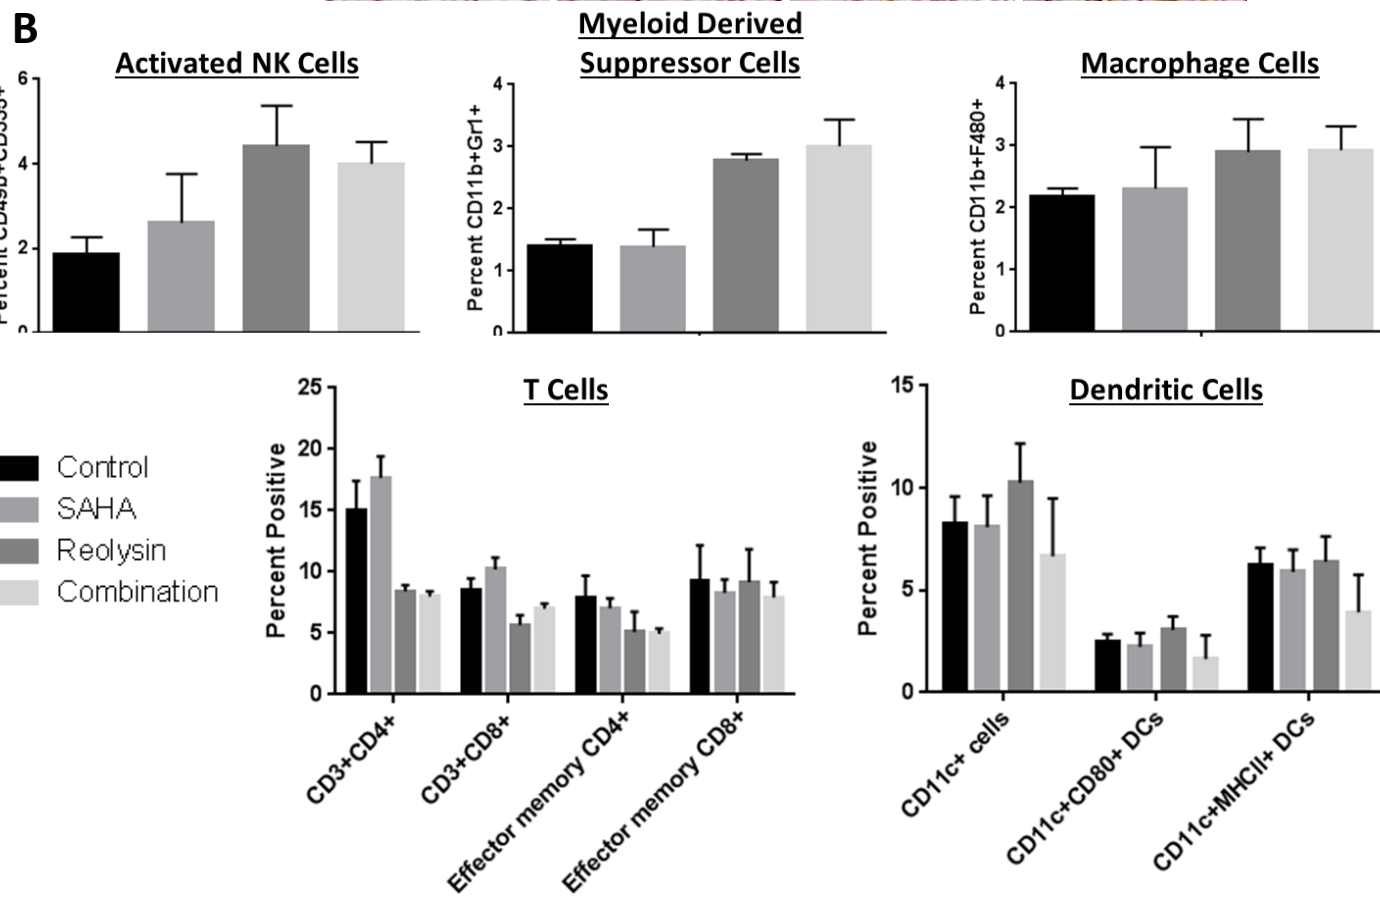 B
Myeloid Derived
Suppressor Cells
Activated NK Cells
Macrophage Cells
6
4
2
0
Percent CD11b+Gr1+
4
3
2
1
0
Percent CD11b+F480+
4
3
2
1
0
T Cells
Percent Positive
25
20
15
10
5
0
CD3+CD4+
CD3+CD8+
Effector memory CD4+
Effector memory CD8+
Dendritic Cells
Percent Positive
15
10
5
0
CD11c+ cells
CD11c+CD80+ DCs
CD11c+MHCII+ DCs
Control
SAHA
Reolysin
Combination